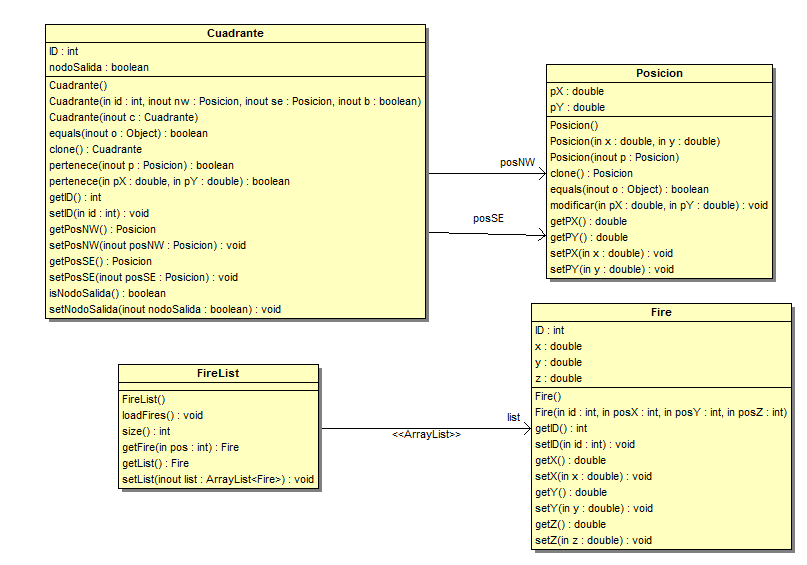 Cuadrante
ID : int
nodoSalida : boolean
Cuadrante()
Cuadrante(in id : int, inout nw : Posicion, inout se : Posicion, inout b : boolean)
Cuadrante(inout c : Cuadrante)
equals(inout o : Object) : boolean
clone() : Cuadrante
pertenece(inout p : Posicion) : boolean
pertenece(in pX : double, in pY : double) : boolean
getID() : int
setID(in id : int) : void
getPosNW() : Posicion
setPosNW(inout posNW : Posicion) : void
getPosSE() : Posicion
setPosSE(inout posSE : Posicion) : void
isNodoSalida() : boolean
setNodoSalida(inout nodoSalida : boolean) : void
posNW
posSE
Posicion
pX : double
pY : double
Posicion()
Posicion(in x : double, in y : double)
Posicion(inout p : Posicion)
clone() : Posicion
equals(inout o : Object) : boolean
modificar(in pX : double, in pY : double) : void
getPX() : double
getPY() : double
setPX(in x : double) : void
setPY(in y : double) : void
FireList
FireList()
loadFires() : void
size() : int
getFire(in pos : int) : Fire
getList() : Fire
setList(inout list : ArrayList<Fire>) : void
list
<<ArrayList>>
Fire
ID : int
x : double
y : double
z : double
Fire()
Fire(in id : int, in posX : int, in posY : int, in posZ : int)
getID() : int
setID(in id : int) : void
getX() : double
setX(in x : double) : void
getY() : double
setY(in y : double) : void
getZ() : double
setZ(in z : double) : void